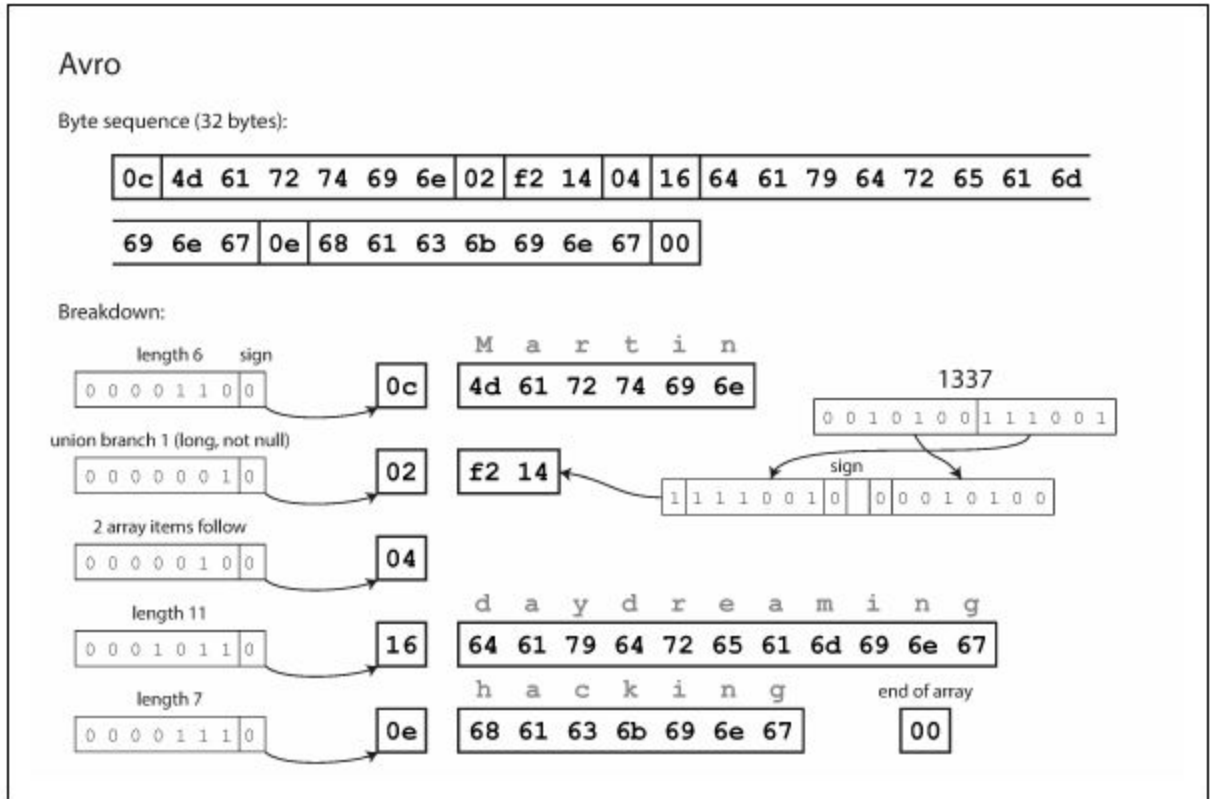 Avro
Byte sequence (32 bytes):
0c 4d 61 72 74 69 6e 02 f2 14 04 16 64 61 79 64 72 65 61 6d
69 6e 67 0e 68 61 63 6b 69 6e 67 00
Breakdown:
length 6 sign
M a r t i n
0 0 0 0 1 1 0 0
0c 4d 61 72 74 69 6e
1337
0 0 1 0 1 0 0 1 1 1 0 0 1
union branch 1 (long, not null)
0 0 0 0 0 0 1 0
02 f2 14
sign
1 1 1 1 0 0 1 0 0 0 0 1 0 1 0 0
2 array items follow
0 0 0 0 0 1 0 0
04
length 11
d a y d r e a m i n g
0 0 0 1 0 1 1 0
16 64 61 79 64 72 65 61 6d 69 6e 67
length 7
h a c k i n g
end of array
0 0 0 0 1 1 1 0
0e 68 61 63 6b 69 6e 67 00